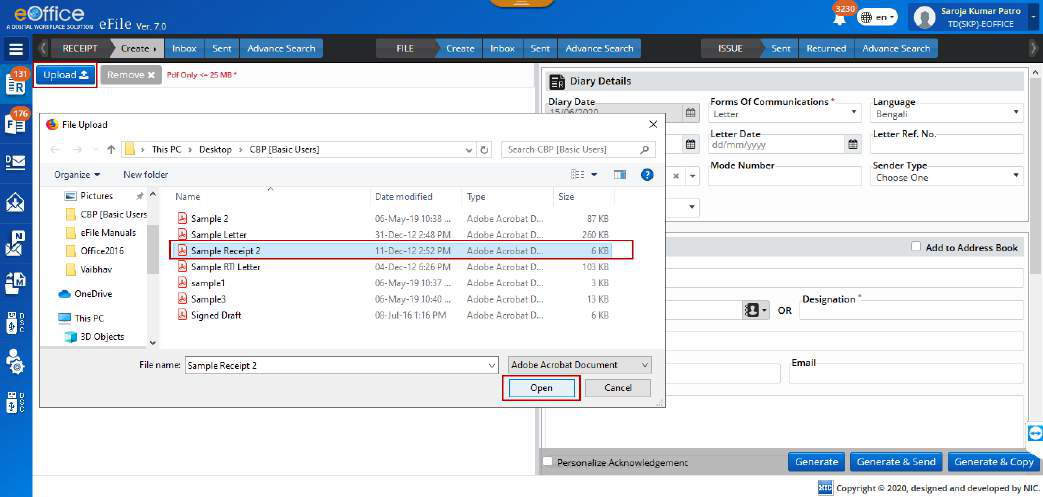 eOffice
A DIGITAL WORKPLACE SOLUTION eFile Ver. 7.0
3230
en
Saroja Kumar Patro
TD(SKP)-EOFFICE
RECEIPT Create Inbox Sent Advance Search FILE Create Inbox Sent Advance Search ISSUE Sent Returned Advance Search
131
R
176
F
D
N
M
DSC
DSC
Upload Remove Pdf Only <= 25 MB *
Diary Details
Diary Date Forms Of Communications * Language
15/06/2020 Letter Bengali
Letter Date Letter Ref. No.
dd/mm/yyyy
Mode Number Sender Type
Choose One
Add to Address Book
OR Designation *
Email
File Upload
This PC Desktop CBP [Basic Users] Search CBP [Basic Users]
Organize New folder
Pictures
CBP [Basic Users
eFile Manuals
Office2016
Vaibhav
OneDrive
This PC
3D Objects
Name Date modified Type Size
Sample 2 06-May-19 10:38 ... Adobe Acrobat D... 87 KB
Sample Letter 31-Dec-12 2:48 PM Adobe Acrobat D... 260 KB
Sample Receipt 2 11-Dec-12 2:52 PM Adobe Acrobat D... 6 KB
Sample RTI Letter 04-Dec-12 6:26 PM Adobe Acrobat D... 103 KB
sample1 06-May-19 10:37 ... Adobe Acrobat D... 3 KB
Sample3 06-May-19 10:40 ... Adobe Acrobat D... 13 KB
Signed Draft 08-Jul-16 1:16 PM Adobe Acrobat D... 6 KB
File name: Sample Receipt 2 Adobe Acrobat Document
Open Cancel
Personalize Acknowledgement Generate Generate & Send Generate & Copy
NIC Copyright © 2020, designed and developed by NIC.